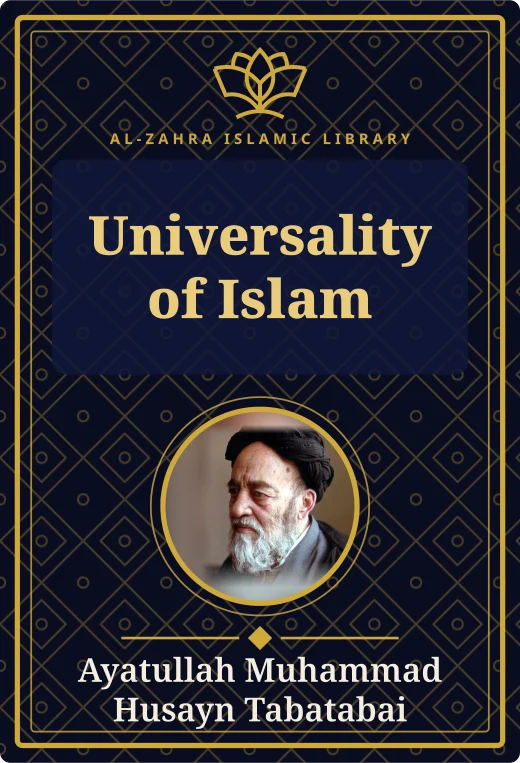 AL-ZAHRA ISLAMIC LIBRARY
Universality
of Islam
Ayatullah Muhammad
Husayn Tabatabai